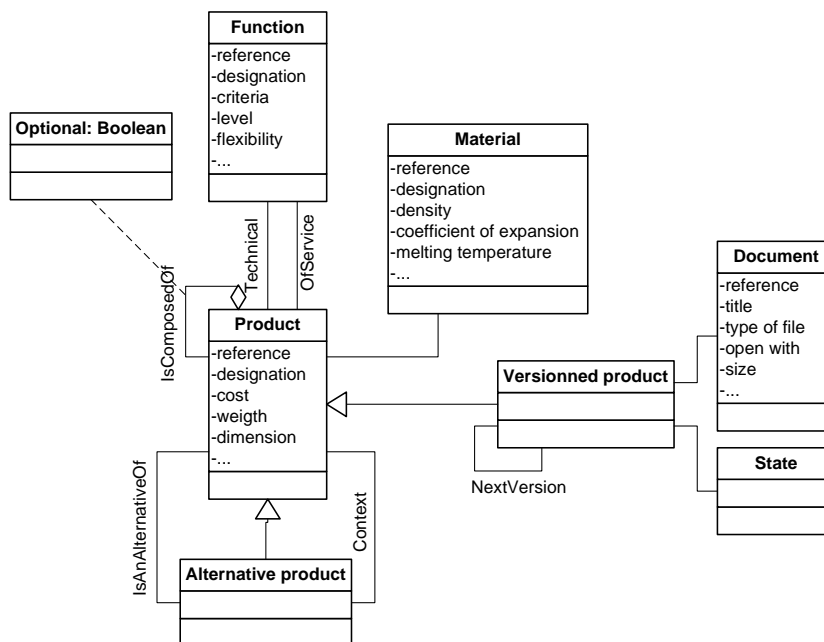 Function
-reference
-designation
-criteria
-level
-flexibility
-...
Optional: Boolean
Material
-reference
-designation
-density
-coefficient of expansion
-melting temperature
-...
Technical
OfService
IsComposedOf
Product
-reference
-designation
-cost
-weigth
-dimension
-...
Document
-reference
-title
-type of file
-open with
-size
-...
Versionned product
NextVersion
State
IsAnAlternativeOf
Context
Alternative product